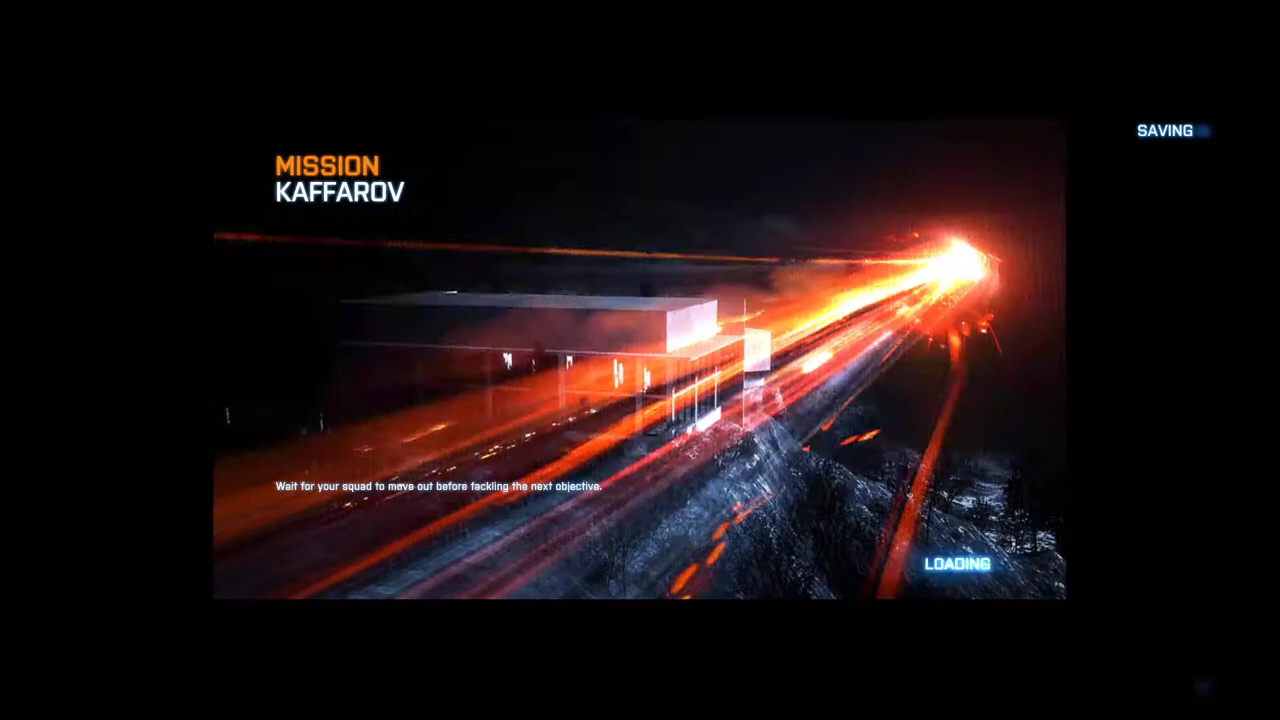 SAVING
MISSION
KAFFAROV
Wait for your squad to move out before tackling the next objective.
LOADING